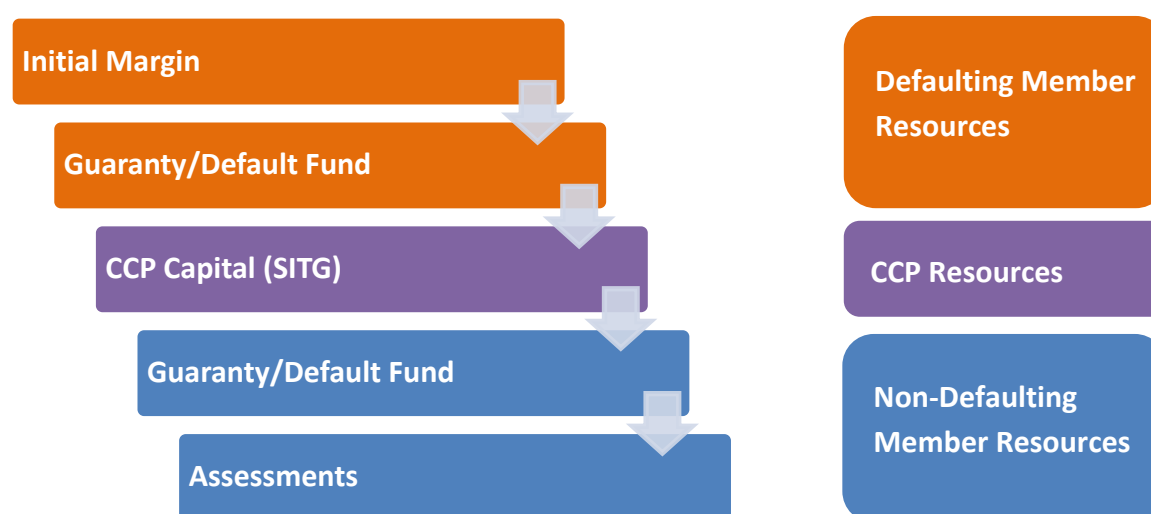 Initial Margin
Guaranty/Default Fund
CCP Capital (SITG)
Guaranty/Default Fund
Assessments
Defaulting Member
Resources
CCP Resources
Non-Defaulting
Member Resources